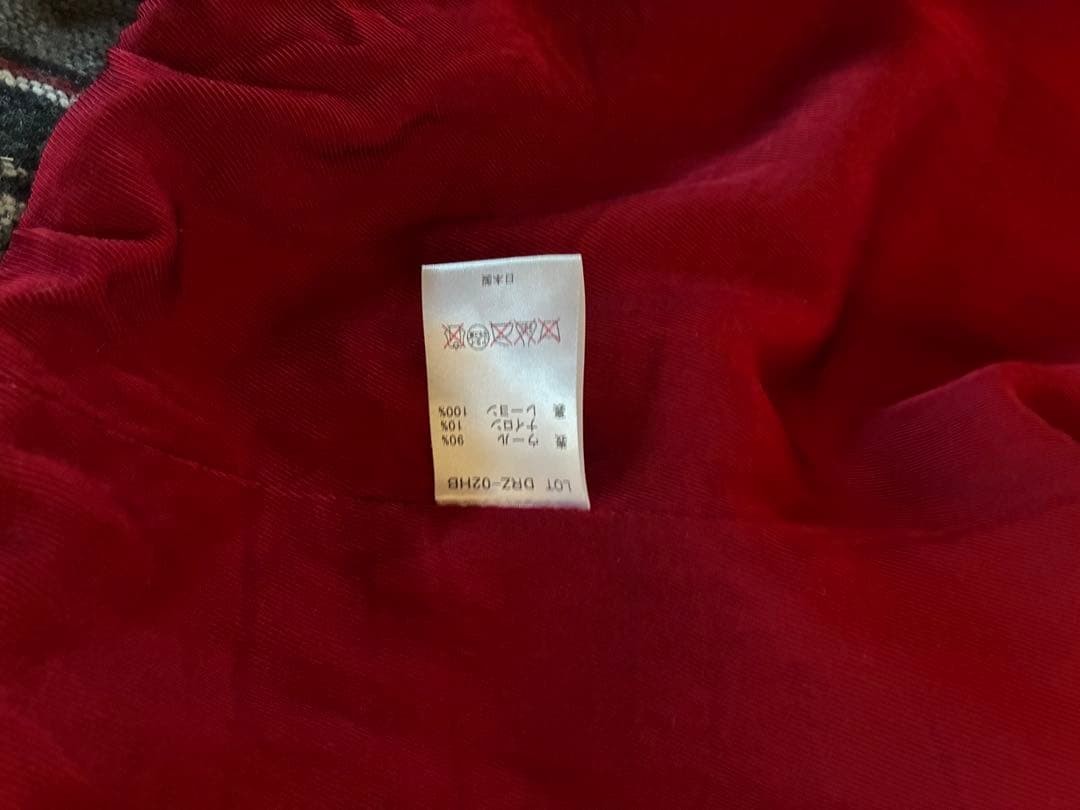 LOT DRZ-02HB
表 ウール 90%
ナイロン 10%
裏 レーヨン 100%
日本製